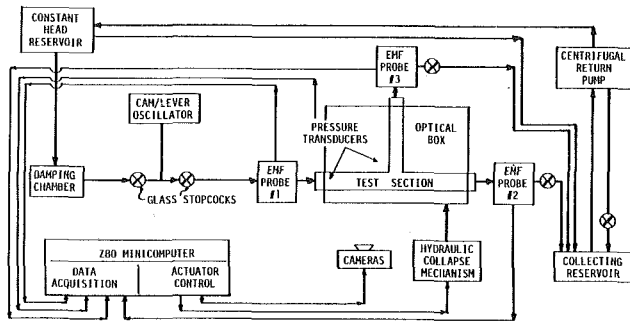 CONSTANT
HEAD
RESERVOIR
EMF
PROBE
#3
CENTRIFUGAL
RETURN
PUMP
CAM/LEVER
OSCILLATOR
PRESSURE
TRANSDUCERS
OPTICAL
BOX
DAMPING
CHAMBER
GLASS STOPCOCKS
EMF
PROBE
#1
TEST SECTION
EMF
PROBE
#2
Z80 MINICOMPUTER
DATA
ACQUISITION
ACTUATOR
CONTROL
CAMERAS
HYDRAULIC
COLLAPSE
MECHANISM
COLLECTING
RESERVOIR